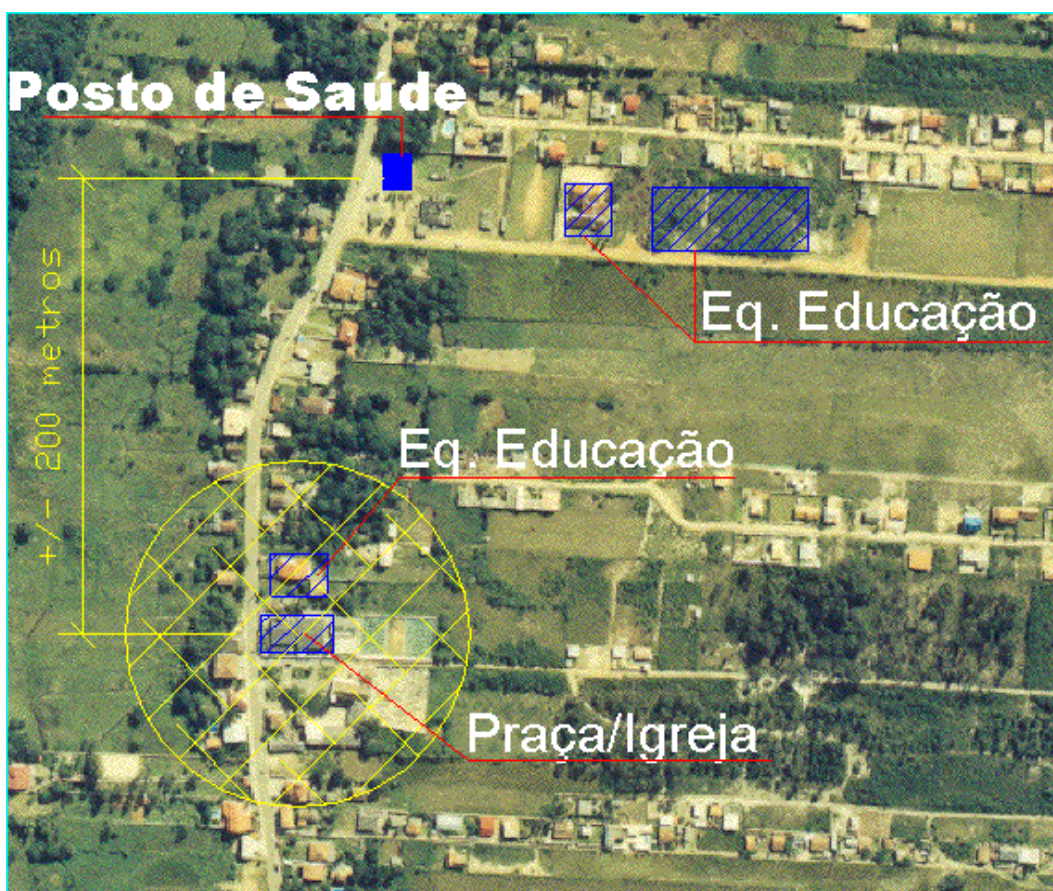 Posto de Saúde
+/- 200 metros
Eq. Educação
Eq. Educação
Praça/Igreja